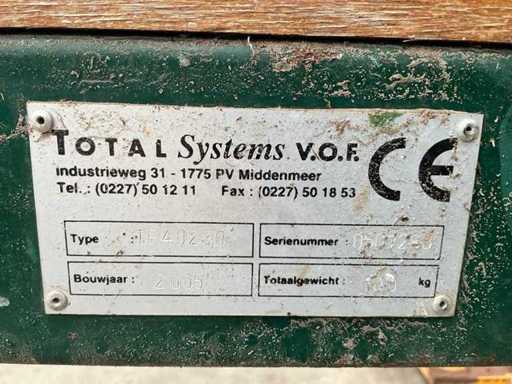 TOTAL Systems V.O.F. CE
Industrieweg 31 - 1775 PV Middenmeer
Tel.: (0227) 50 12 11 Fax : (0227) 50 18 53
Type :
Serienummer :
Bouwjaar : 2005
Totaalgewicht : kg